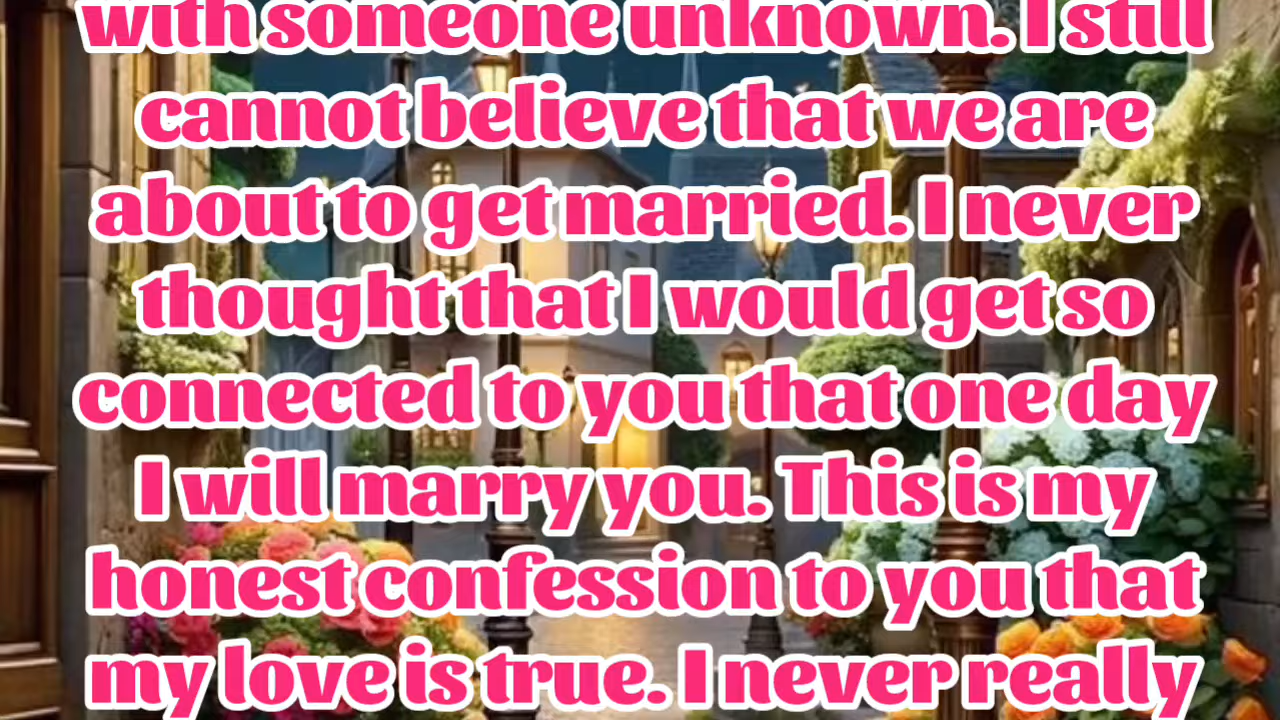 with someone unknown. I still
cannot believe that we are
about to get married. I never
thought that I would get so
connected to you that one day
I will marry you. This is my
honest confession to you that
my love is true. I never really